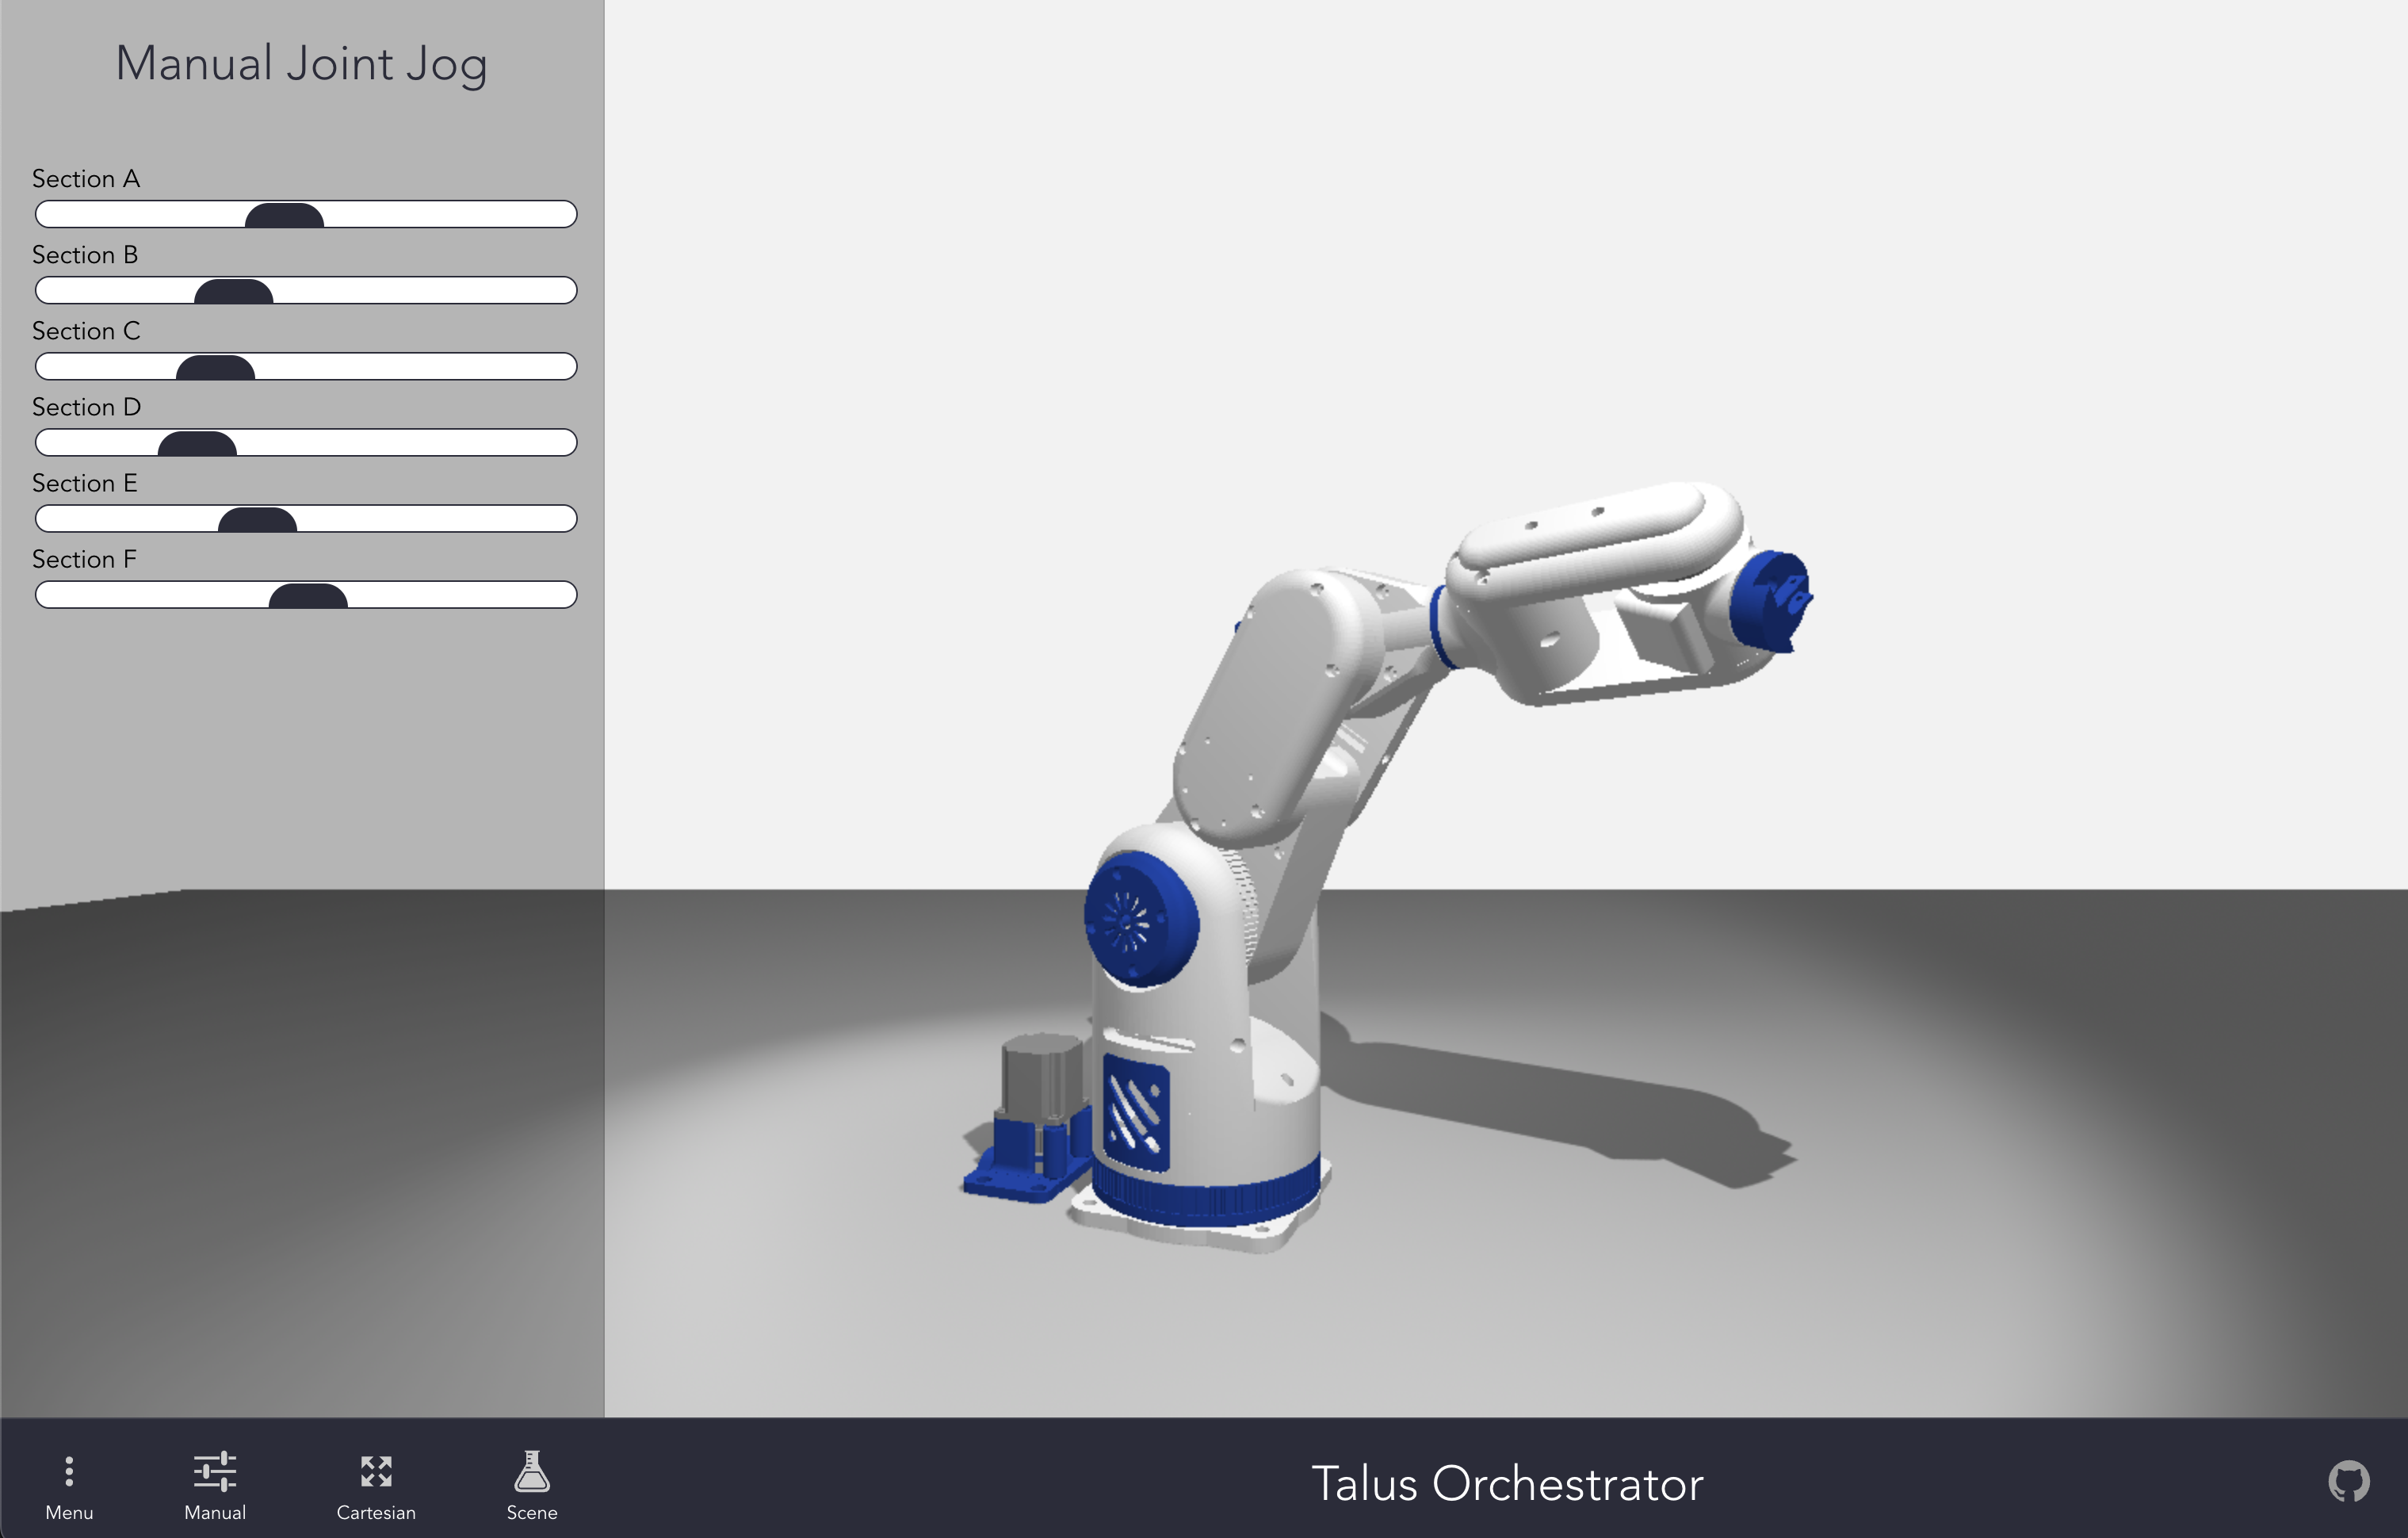 Manual Joint Jog
Section A
Section B
Section C
Section D
Section E
Section F
Menu
Manual
Cartesian
Scene
Talus Orchestrator